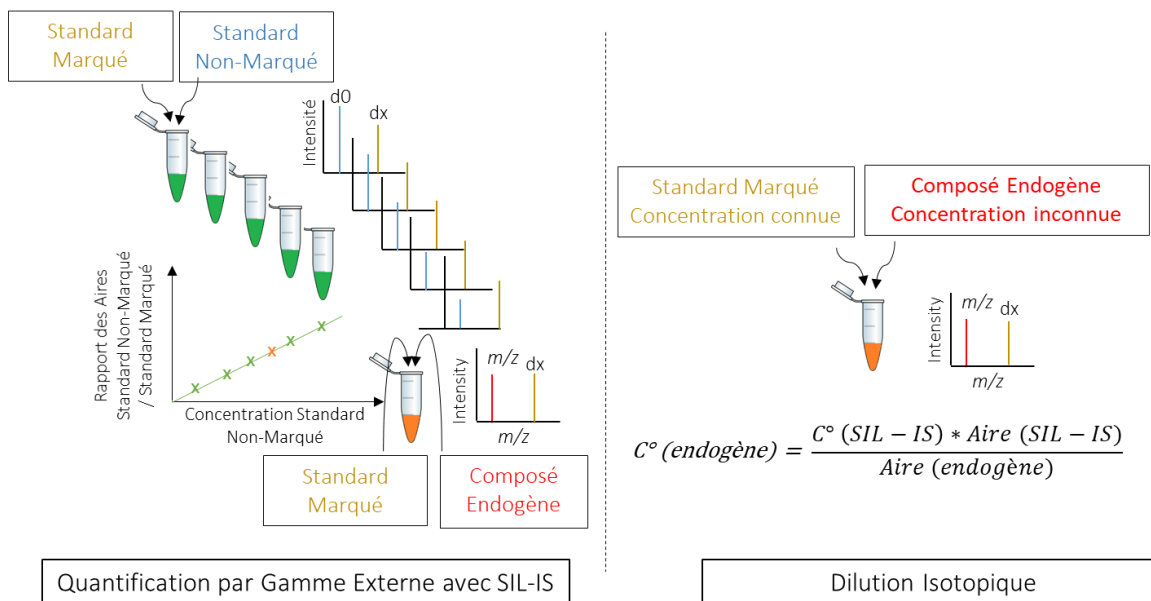 Standard
Marqué
Standard
Non-Marqué
Intensité
d0
dx
Rapport des Aires
Standard Non-Marqué
/ Standard Marqué
Concentration Standard
Non-Marqué
Intensity
m/z
dx
m/z
Standard
Marqué
Composé
Endogène
Quantification par Gamme Externe avec SIL-IS
Standard Marqué
Concentration connue
Composé Endogène
Concentration inconnue
Intensity
m/z
dx
m/z
C° (endogène) = C° (SIL − IS) * Aire (SIL − IS) / Aire (endogène)
Dilution Isotopique